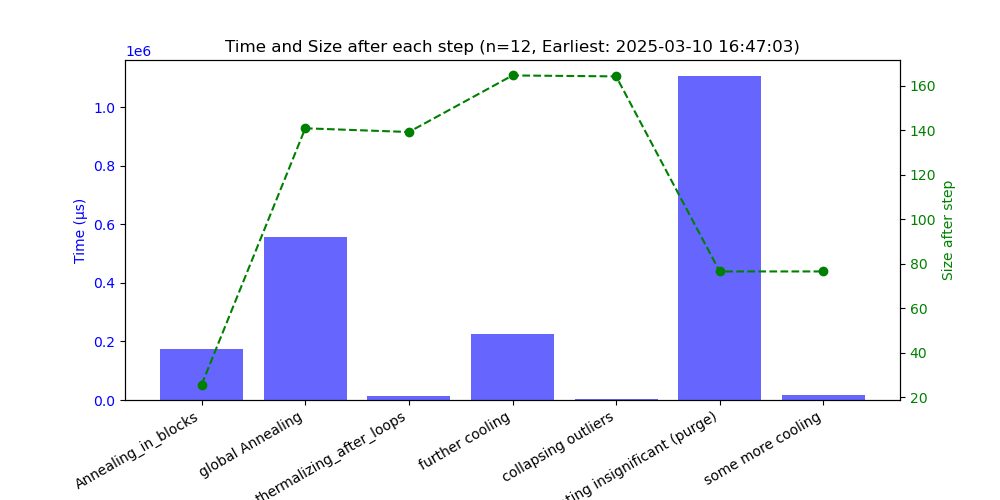 Time and Size after each step (n=12, Earliest: 2025-03-10 16:47:03)
1e6
1.0
0.8
0.6
0.4
0.2
0.0
Time (µs)
160
140
120
100
80
60
40
20
Size after step
Annealing_in_blocks
global Annealing
thermalizing_after_loops
further cooling
collapsing outliers
insignificant (purge)
some more cooling